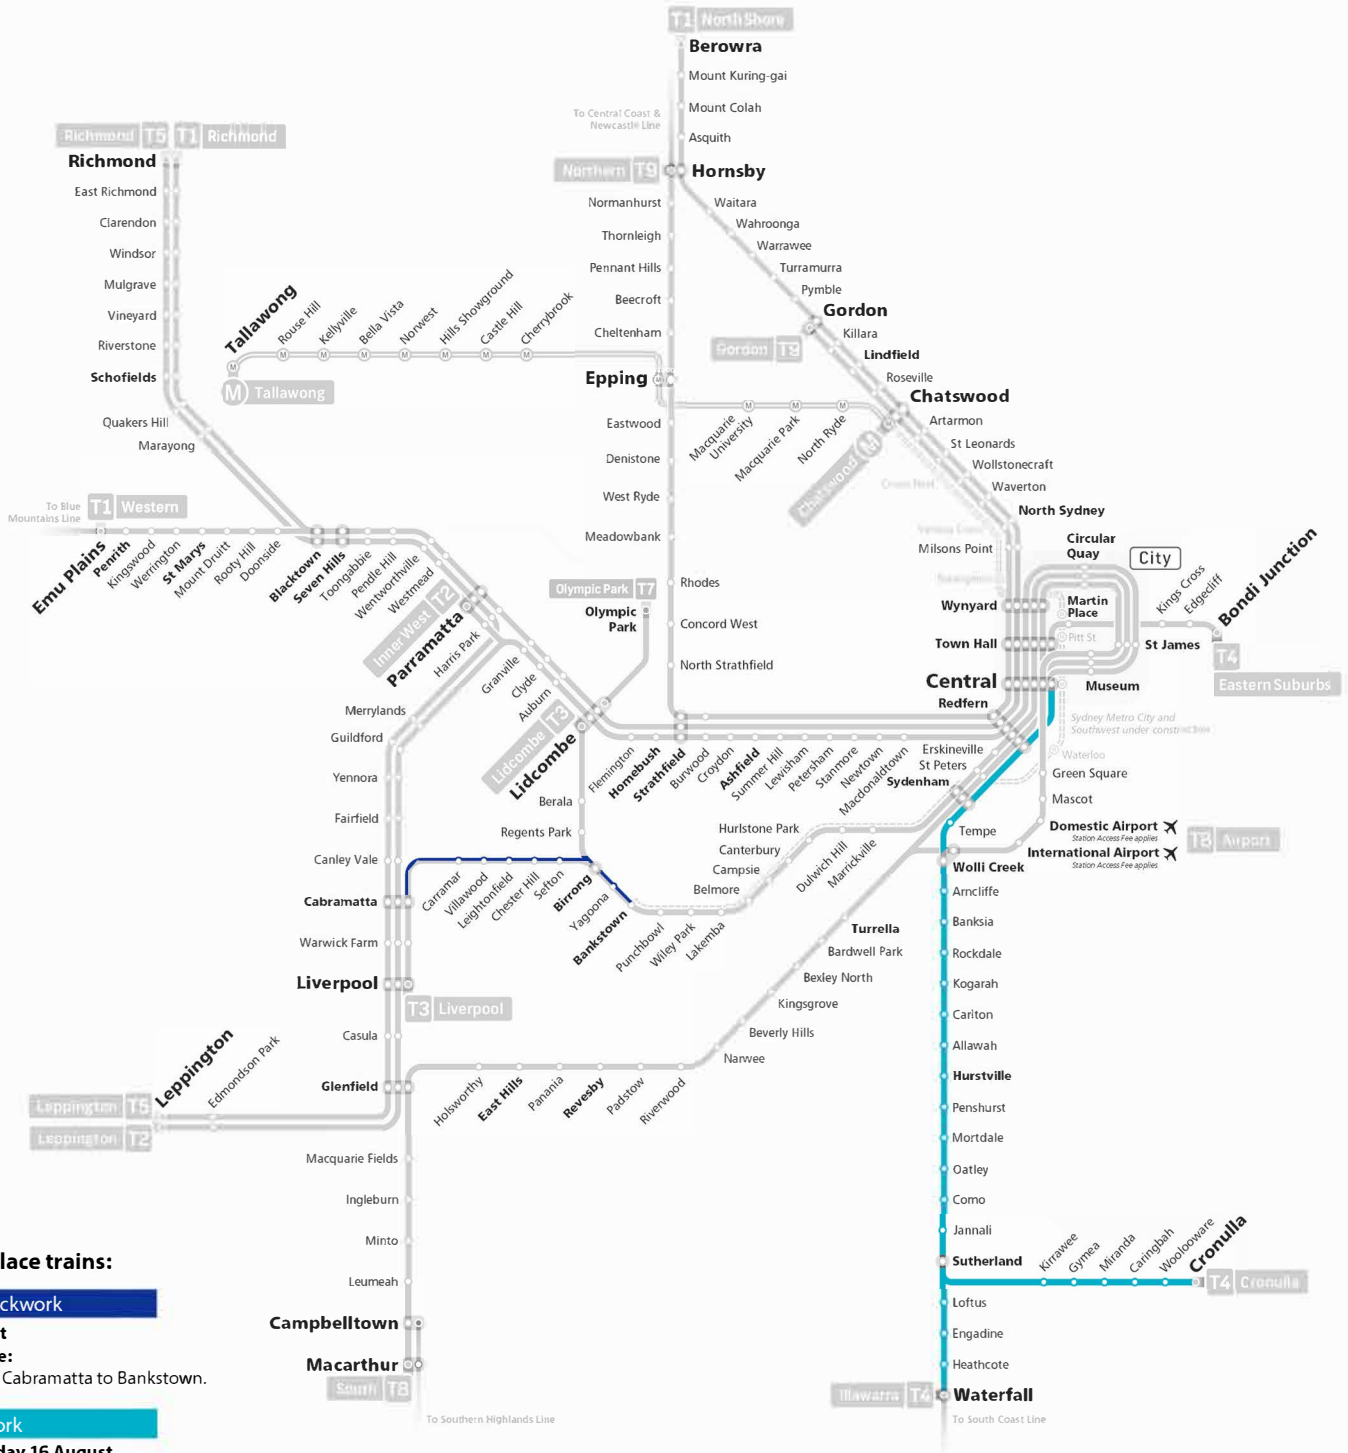 T1 North Shore
Berowra
Mount Kuring-gai
Mount Colah
To Central Coast &
Newcastle Line
Asquith
Richmond T5 T1 Richmond
Richmond
Northern T9
Hornsby
East Richmond
Clarendon
Windsor
Mulgrave
Vineyard
Riverstone
Schofields
Quakers Hill
Marayong
Normanhurst
Thornleigh
Pennant Hills
Beecroft
Cheltenham
Epping
Eastwood
Denistone
West Ryde
Meadowbank
Rhodes
Concord West
North Strathfield
Waitara
Wahroonga
Warrawee
Turramurra
Pymble
Gordon
Gordon T9
Killara
Lindfield
Roseville
Chatswood
Artarmon
St Leonards
Wollstonecraft
Waverton
North Sydney
Milsons Point
Tallawong
Rouse Hill
Kellyville
Bella Vista
Norwest
Hills Showground
Castle Hill
Cherrybrook
M Tallawong
Macquarie
University
Macquarie Park
North Ryde
Chatswood M
Crows Nest
To Blue
Mountains Line
T1 Western
Emu Plains
Penrith
Kingswood
Werrington
St Marys
Mount Druitt
Rooty Hill
Doonside
Blacktown
Seven Hills
Toongabbie
Pendle Hill
Wentworthville
Westmead
Inner West T2
Parramatta
Harris Park
Granville
Clyde
Auburn
Lidcombe T3
Lidcombe
Olympic Park T7
Olympic
Park
Circular
Quay
City
Wynyard
Martin
Place
Kings Cross
Edgecliff
Bondi Junction
Town Hall
Pitt St
St James
T4
Eastern Suburbs
Central
Museum
Redfern
Sydney Metro City and
Southwest under construction
Waterloo
Green Square
Mascot
Domestic Airport
Station Access Fee applies
International Airport
Station Access Fee applies
T8 Airport
Merrylands
Guildford
Yennora
Fairfield
Canley Vale
Cabramatta
Warwick Farm
Liverpool
T3 Liverpool
Casula
Glenfield
Flemington
Homebush
Strathfield
Burwood
Croydon
Ashfield
Summer Hill
Lewisham
Petersham
Stanmore
Newtown
Macdonaldtown
Erskineville
St Peters
Sydenham
Berala
Regents Park
Carramar
Villawood
Leightonfield
Chester Hill
Sefton
Birrong
Yagoona
Bankstown
Punchbowl
Wiley Park
Lakemba
Belmore
Campsie
Canterbury
Hurlstone Park
Dulwich Hill
Marrickville
Tempe
Wolli Creek
Arncliffe
Banksia
Rockdale
Kogarah
Carlton
Allawah
Hurstville
Penshurst
Mortdale
Oatley
Como
Jannali
Sutherland
Kirrawee
Gymea
Miranda
Caringbah
Woolooware
Cronulla
T4 Cronulla
Loftus
Engadine
Heathcote
Illawarra T4
Waterfall
To South Coast Line
Turrella
Bardwell Park
Bexley North
Kingsgrove
Beverly Hills
Narwee
Riverwood
Padstow
Revesby
Panania
East Hills
Holsworthy
Leppington
Edmondson Park
Leppington T5
Leppington T2
Macquarie Fields
Ingleburn
Minto
Leumeah
Campbelltown
Macarthur
South T8
To Southern Highlands Line
lace trains:
ckwork
t
e:
Cabramatta to Bankstown.
ork
day 16 August